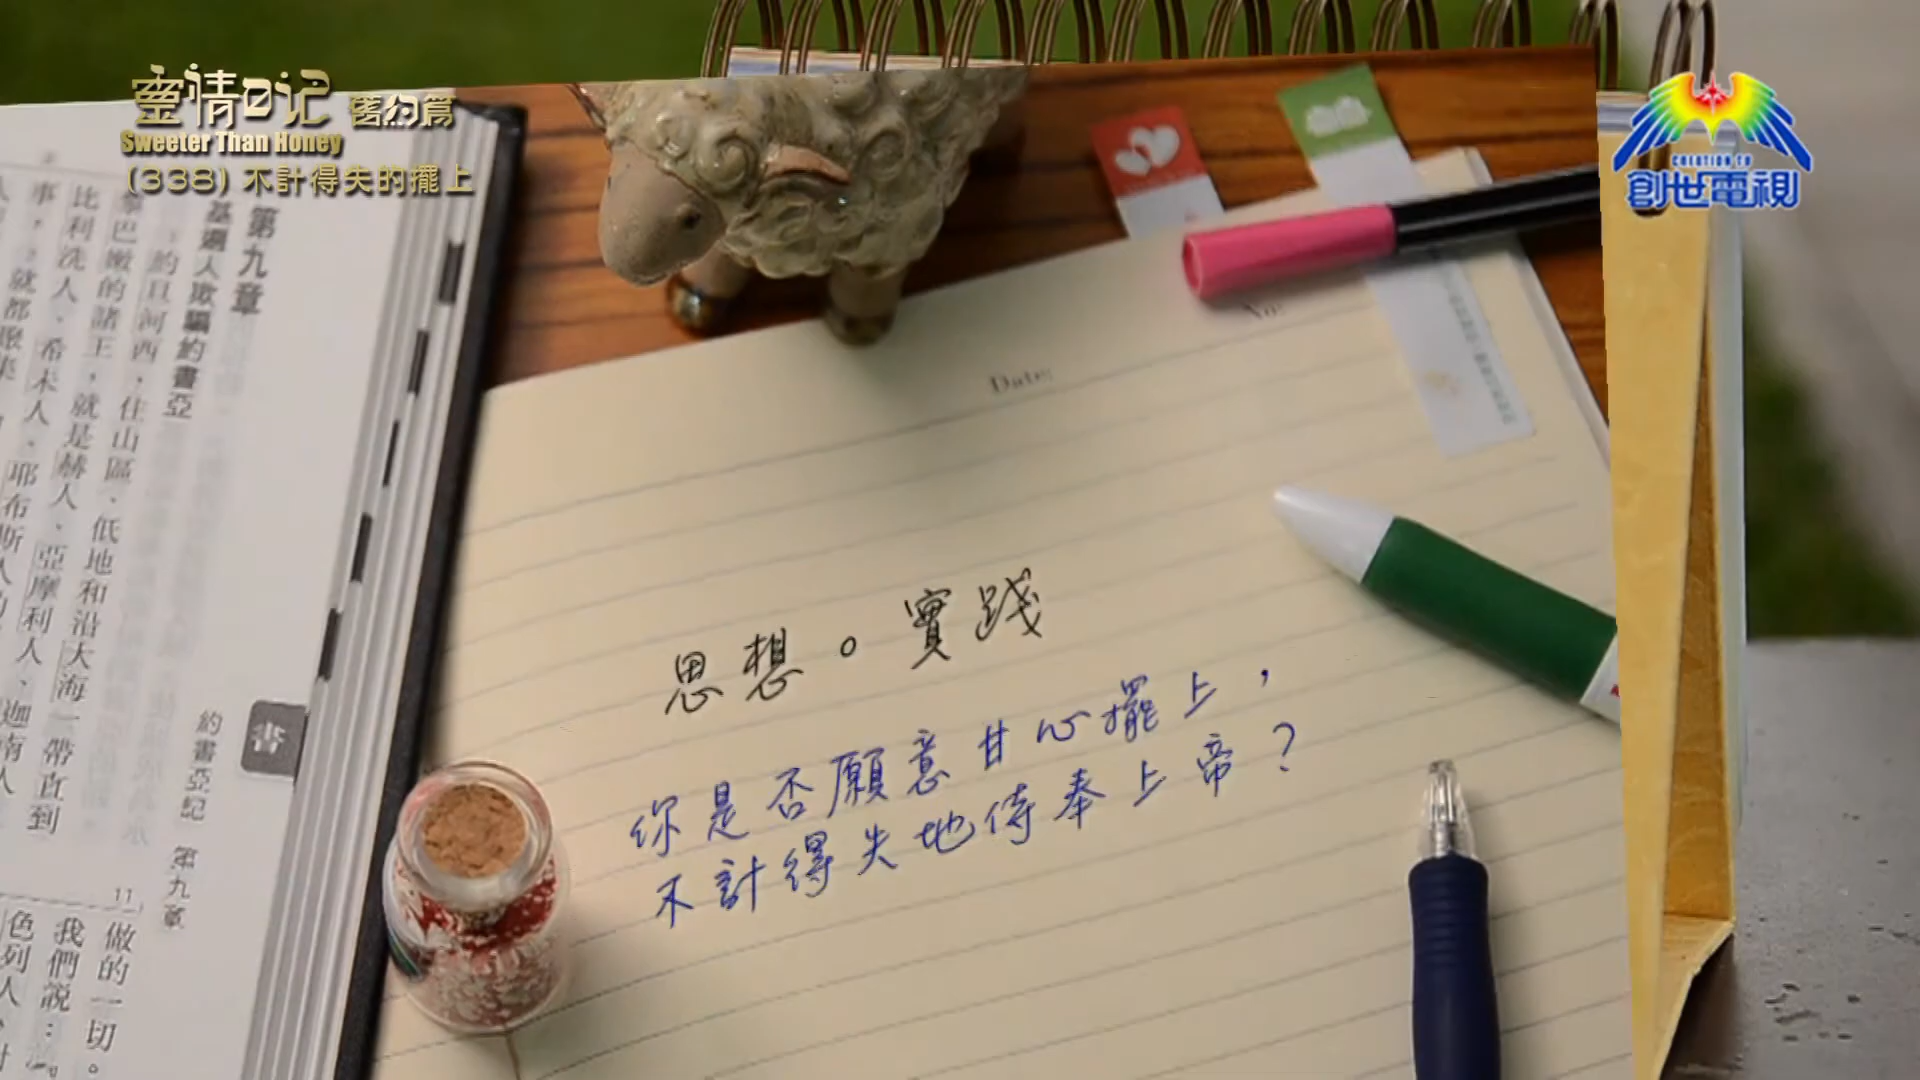 靈情日记 舊約篇
Sweeter Than Honey
(338) 不計得失的擺上
CREATION TV
創世電視
Date:
No:
思想。實踐
你是否願意甘心擺上，
不計得失地侍奉上帝？
第九章
基遍人欺騙約書亞
約旦河西，住山區、低地和沿大海一帶直到
巴嫩的諸王，就是赫人、亞摩利人、迦南人
比利洗人、希未人、耶布斯人的
事，就都聚集
書
約書亞記 第九章
11
做的一切。
我們說：
色列人